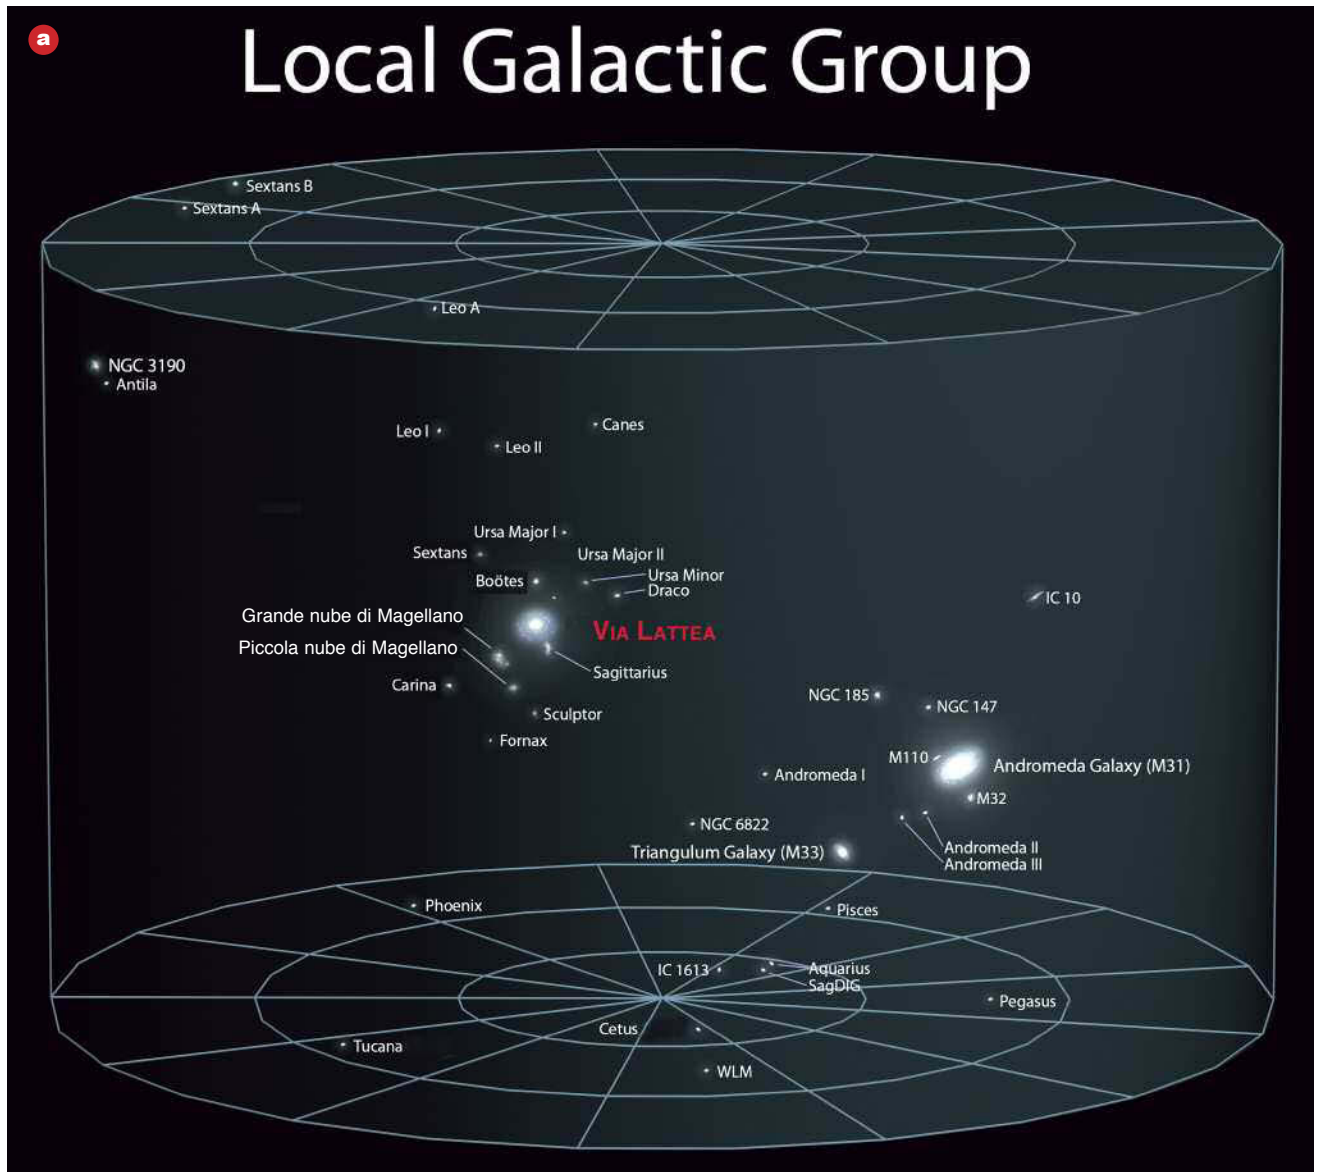 a
Local Galactic Group
Sextans B
Sextans A
Leo A
NGC 3190
Antila
Canes
Leo I
Leo II
Ursa Major I
Sextans
Ursa Major II
Boötes
Ursa Minor
Draco
IC 10
Grande nube di Magellano
VIA LATTEA
Piccola nube di Magellano
Sagittarius
Carina
NGC 185
NGC 147
Sculptor
Fornax
M110
Andromeda Galaxy (M31)
Andromeda I
M32
NGC 6822
Andromeda II
Triangulum Galaxy (M33)
Andromeda III
Phoenix
Pisces
IC 1613
Aquarius
SagDIG
Pegasus
Cetus
Tucana
WLM